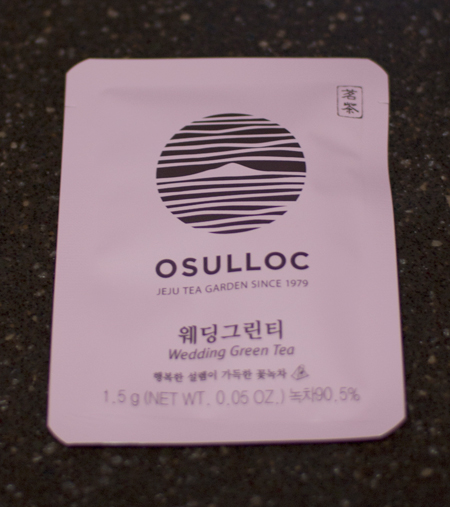 茗茶
OSULLOC
JEJU TEA GARDEN SINCE 1979
웨딩그린티
Wedding Green Tea
행복한 설렘이 가득한 꽃녹차
1.5 g (NET WT. 0.05 OZ.) 녹차90.5%